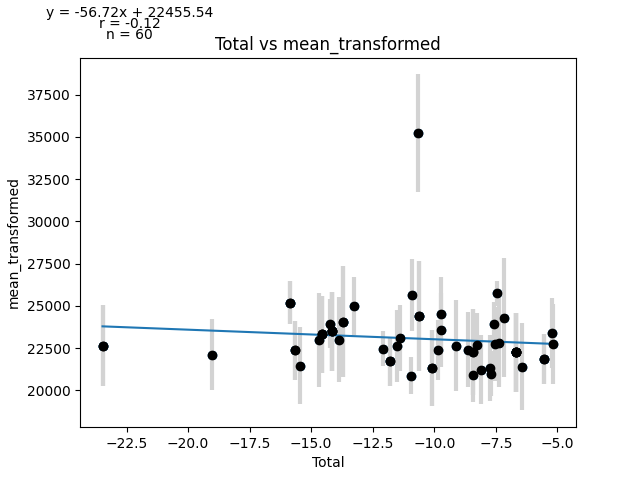 y = -56.72x + 22455.54
r = -0.12
n = 60
Total vs mean_transformed
37500
35000
32500
30000
27500
25000
22500
20000
mean_transformed
−22.5
−20.0
−17.5
−15.0
−12.5
−10.0
−7.5
−5.0
Total